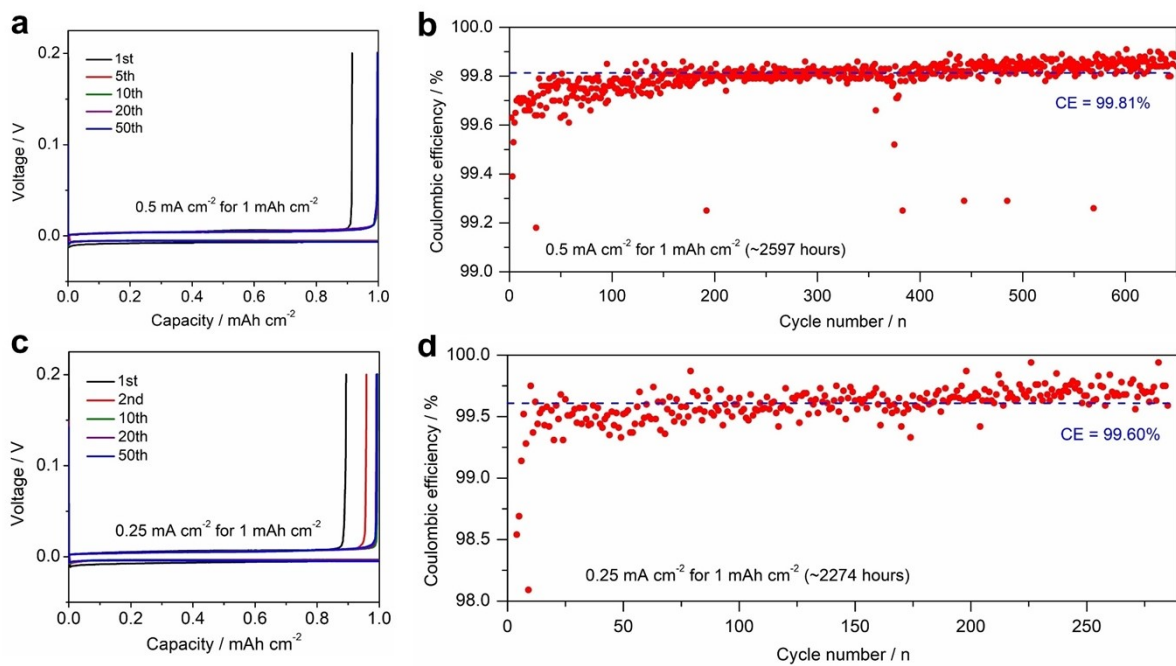 a
0.2
0.1
0.0
Voltage / V
1st
5th
10th
20th
50th
0.5 mA cm⁻² for 1 mAh cm⁻²
0.0 0.2 0.4 0.6 0.8 1.0
Capacity / mAh cm⁻²
b
100.0
99.8
99.6
99.4
99.2
99.0
Coulombic efficiency / %
CE = 99.81%
0.5 mA cm⁻² for 1 mAh cm⁻² (~2597 hours)
0 100 200 300 400 500 600
Cycle number / n
c
0.2
0.1
0.0
Voltage / V
1st
2nd
10th
20th
50th
0.25 mA cm⁻² for 1 mAh cm⁻²
0.0 0.2 0.4 0.6 0.8 1.0
Capacity / mAh cm⁻²
d
100.0
99.5
99.0
98.5
98.0
Coulombic efficiency / %
CE = 99.60%
0.25 mA cm⁻² for 1 mAh cm⁻² (~2274 hours)
0 50 100 150 200 250
Cycle number / n